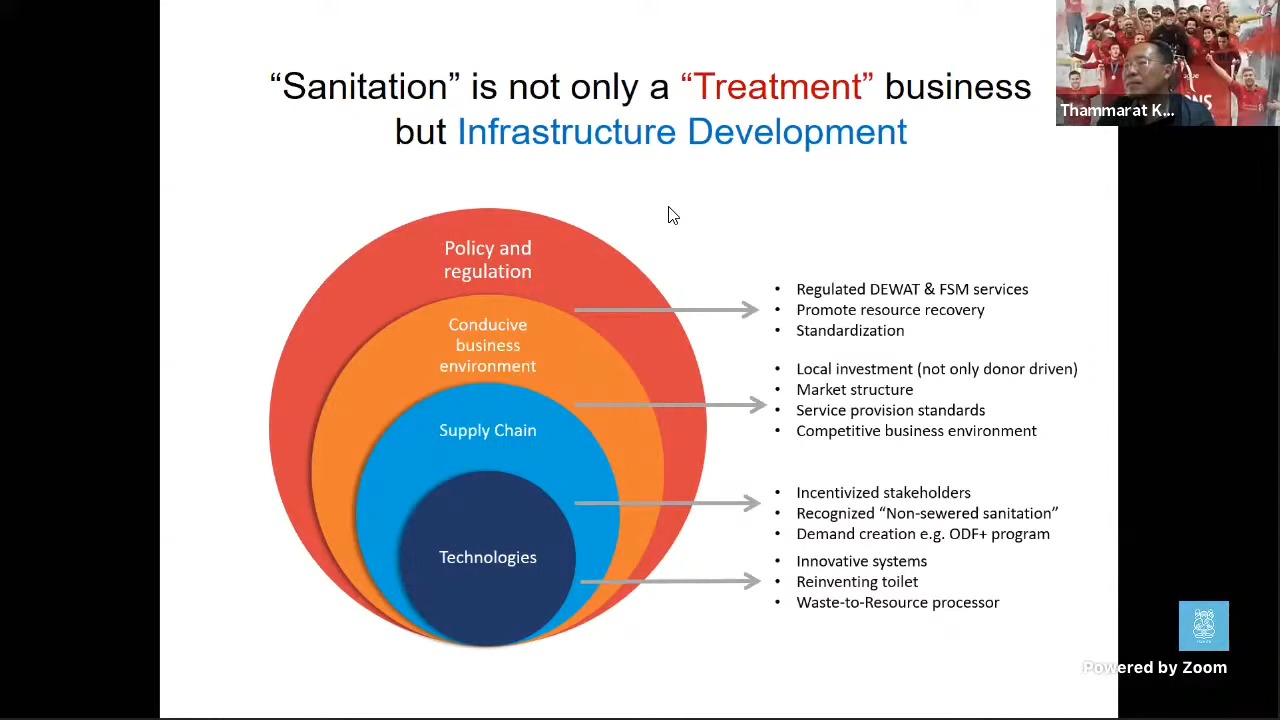 “Sanitation” is not only a “Treatment” business
but Infrastructure Development
Thammarat K...
Policy and
regulation
Conducive
business
environment
Supply Chain
Technologies
• Regulated DEWAT & FSM services
• Promote resource recovery
• Standardization
• Local investment (not only donor driven)
• Market structure
• Service provision standards
• Competitive business environment
• Incentivized stakeholders
• Recognized “Non-sewered sanitation”
• Demand creation e.g. ODF+ program
• Innovative systems
• Reinventing toilet
• Waste-to-Resource processor
Powered by Zoom